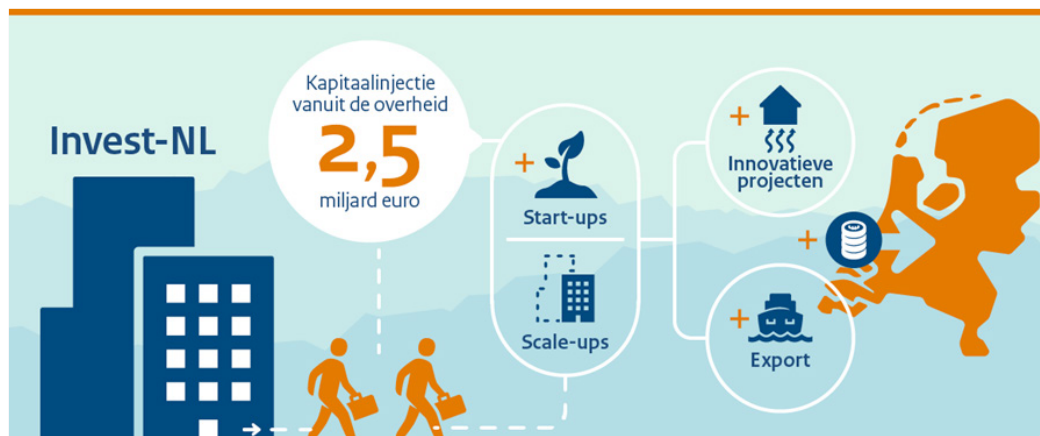 Invest-NL
Kapitaalinjectie
vanuit de overheid
2,5
miljard euro
Start-ups
Scale-ups
Innovatieve
projecten
Export